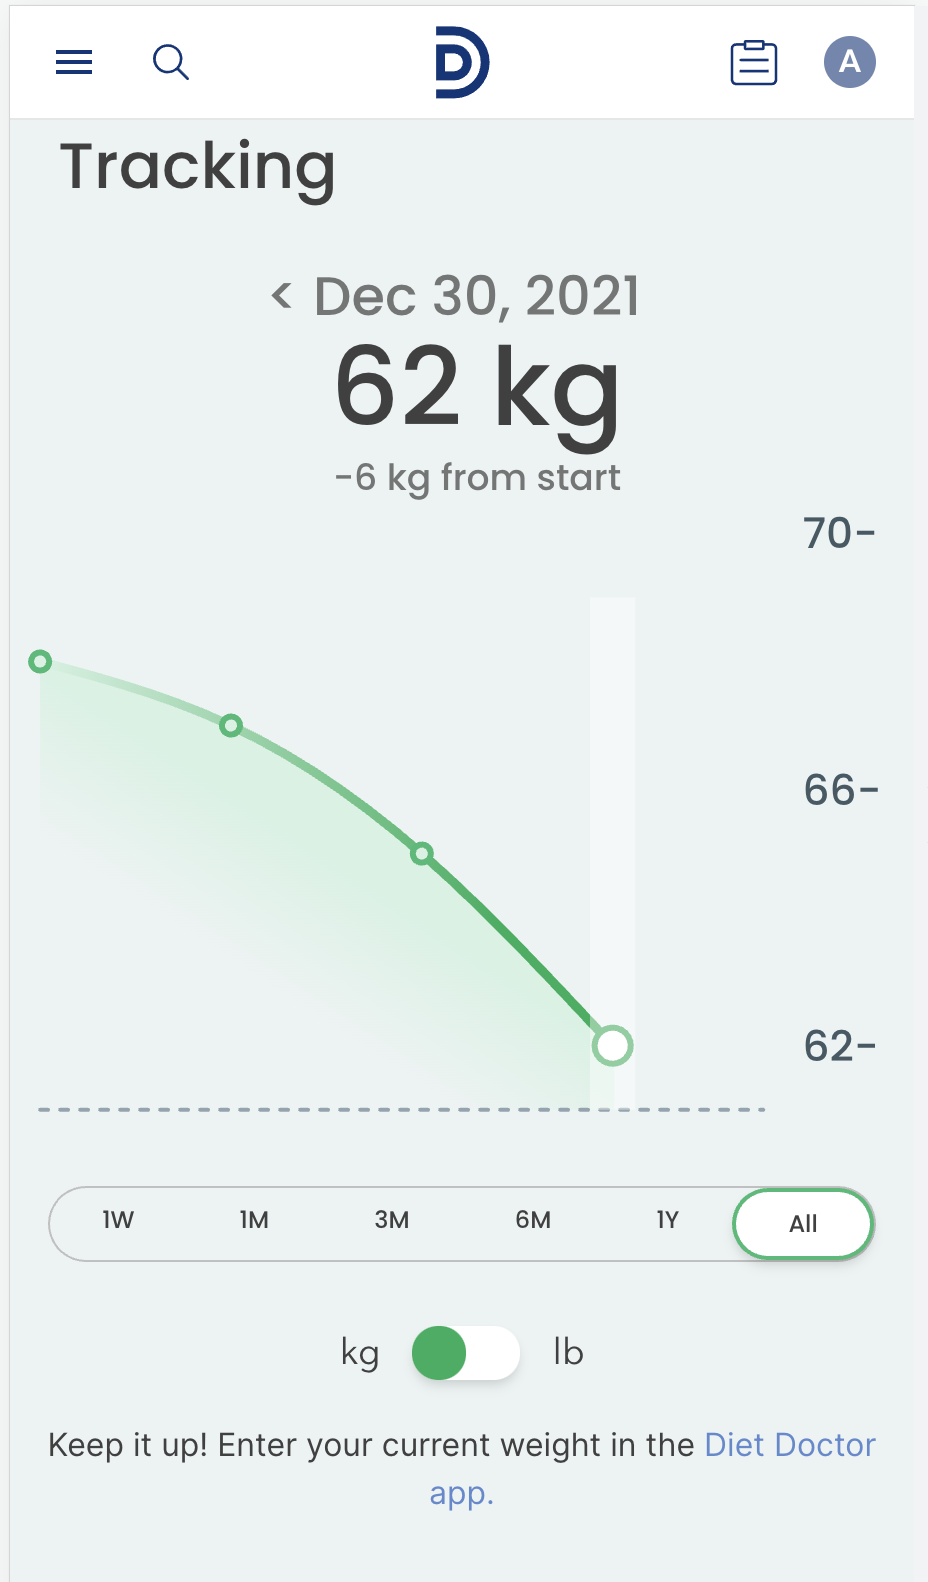 A
Tracking
< Dec 30, 2021
62 kg
-6 kg from start
70-
66-
62-
1W 1M 3M 6M 1Y All
kg lb
Keep it up! Enter your current weight in the Diet Doctor
app.